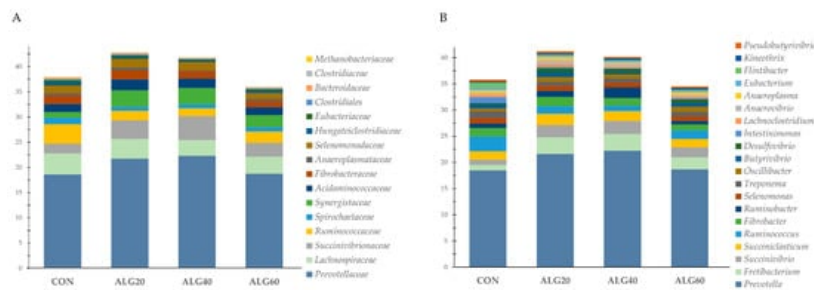 A
40
35
30
25
20
15
10
5
0
CON ALG20 ALG40 ALG60
Methanobacteriaceae
Clostridiaceae
Bacteroidaceae
Clostridiales
Eubacteriaceae
Hungateiclostridiaceae
Selenomonadaceae
Anaeroplasmataceae
Fibrobacteraceae
Acidaminococcaceae
Synergistaceae
Spirochaetaceae
Ruminococcaceae
Succinivibrionaceae
Lachnospiraceae
Prevotellaceae
B
40
35
30
25
20
15
10
5
0
CON ALG20 ALG40 ALG60
Pseudobutyrivibrio
Kineothrix
Flintibacter
Eubacterium
Anaeroplasma
Anaerovibrio
Lachnoclostridium
Intestinimonas
Desulfovibrio
Butyrivibrio
Oscillibacter
Treponema
Selenomonas
Ruminobacter
Fibrobacter
Ruminococcus
Succiniclasticum
Succinivibrio
Fretibacterium
Prevotella